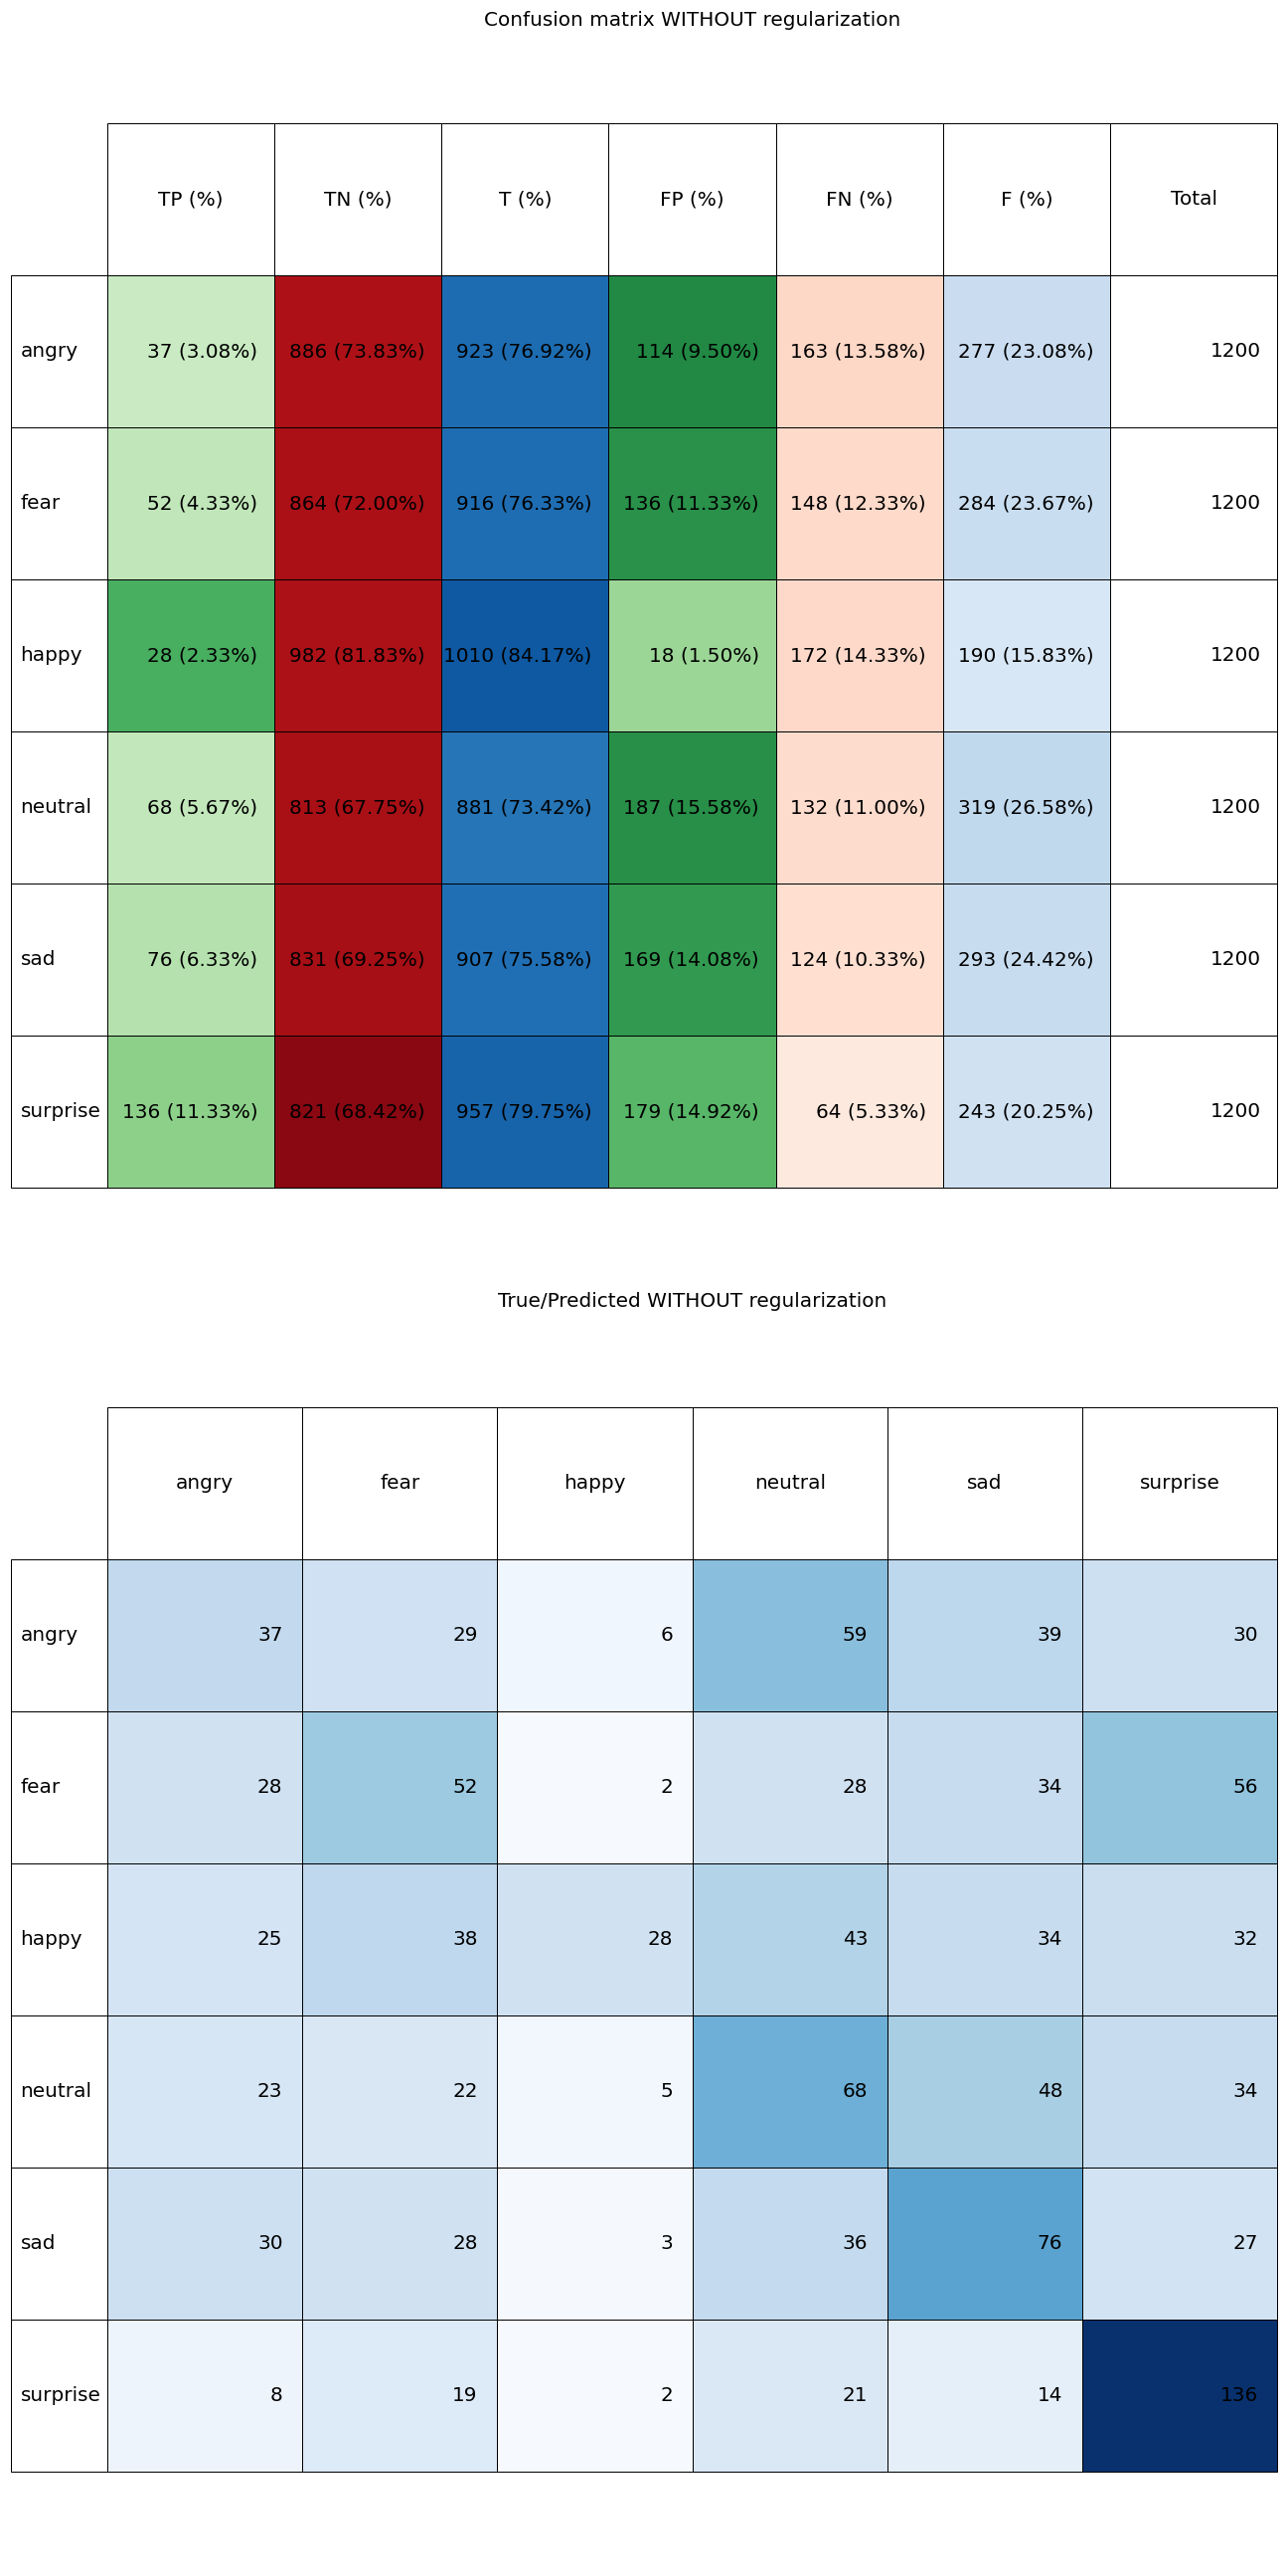 Confusion matrix WITHOUT regularization
TP (%) TN (%) T (%) FP (%) FN (%) F (%) Total
angry 37 (3.08%) 886 (73.83%) 923 (76.92%) 114 (9.50%) 163 (13.58%) 277 (23.08%) 1200
fear 52 (4.33%) 864 (72.00%) 916 (76.33%) 136 (11.33%) 148 (12.33%) 284 (23.67%) 1200
happy 28 (2.33%) 982 (81.83%) 1010 (84.17%) 18 (1.50%) 172 (14.33%) 190 (15.83%) 1200
neutral 68 (5.67%) 813 (67.75%) 881 (73.42%) 187 (15.58%) 132 (11.00%) 319 (26.58%) 1200
sad 76 (6.33%) 831 (69.25%) 907 (75.58%) 169 (14.08%) 124 (10.33%) 293 (24.42%) 1200
surprise 136 (11.33%) 821 (68.42%) 957 (79.75%) 179 (14.92%) 64 (5.33%) 243 (20.25%) 1200
True/Predicted WITHOUT regularization
angry fear happy neutral sad surprise
angry 37 29 6 59 39 30
fear 28 52 2 28 34 56
happy 25 38 28 43 34 32
neutral 23 22 5 68 48 34
sad 30 28 3 36 76 27
surprise 8 19 2 21 14 136